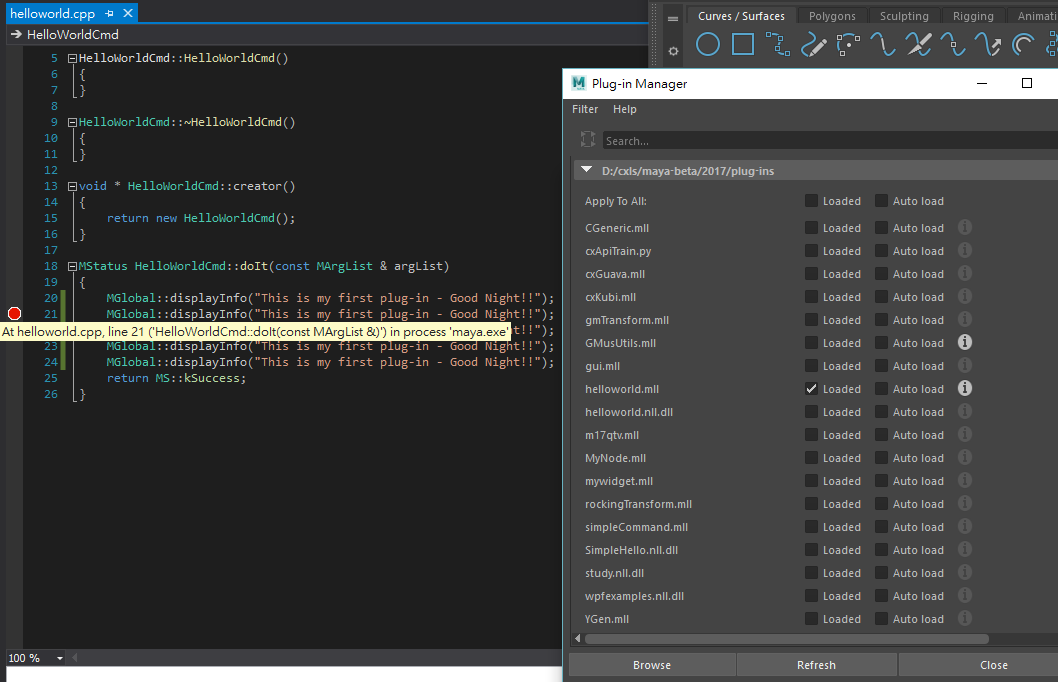 helloworld.cpp
HelloWorldCmd
5 HelloWorldCmd::HelloWorldCmd()
6 {
7 }
8
9 HelloWorldCmd::~HelloWorldCmd()
10 {
11 }
12
13 void * HelloWorldCmd::creator()
14 {
15 return new HelloWorldCmd();
16 }
17
18 MStatus HelloWorldCmd::doIt(const MArgList & argList)
19 {
20 MGlobal::displayInfo("This is my first plug-in - Good Night!!");
21 MGlobal::displayInfo("This is my first plug-in - Good Night!!");
At helloworld.cpp, line 21 ('HelloWorldCmd::doIt(const MArgList &)') in process 'maya.exe' ht!!");
23 MGlobal::displayInfo("This is my first plug-in - Good Night!!");
24 MGlobal::displayInfo("This is my first plug-in - Good Night!!");
25 return MS::kSuccess;
26 }
100 %
Curves / Surfaces Polygons Sculpting Rigging Animati
Plug-in Manager
Filter Help
Search...
D:/cxls/maya-beta/2017/plug-ins
Apply To All: Loaded Auto load
CGeneric.mll Loaded Auto load
cxApiTrain.py Loaded Auto load
cxGuava.mll Loaded Auto load
cxKubi.mll Loaded Auto load
gmTransform.mll Loaded Auto load
GMusUtils.mll Loaded Auto load
gui.mll Loaded Auto load
helloworld.mll Loaded Auto load
helloworld.nll.dll Loaded Auto load
m17qtv.mll Loaded Auto load
MyNode.mll Loaded Auto load
mywidget.mll Loaded Auto load
rockingTransform.mll Loaded Auto load
simpleCommand.mll Loaded Auto load
SimpleHello.nll.dll Loaded Auto load
study.nll.dll Loaded Auto load
wpfexamples.nll.dll Loaded Auto load
YGen.mll Loaded Auto load
Browse Refresh Close